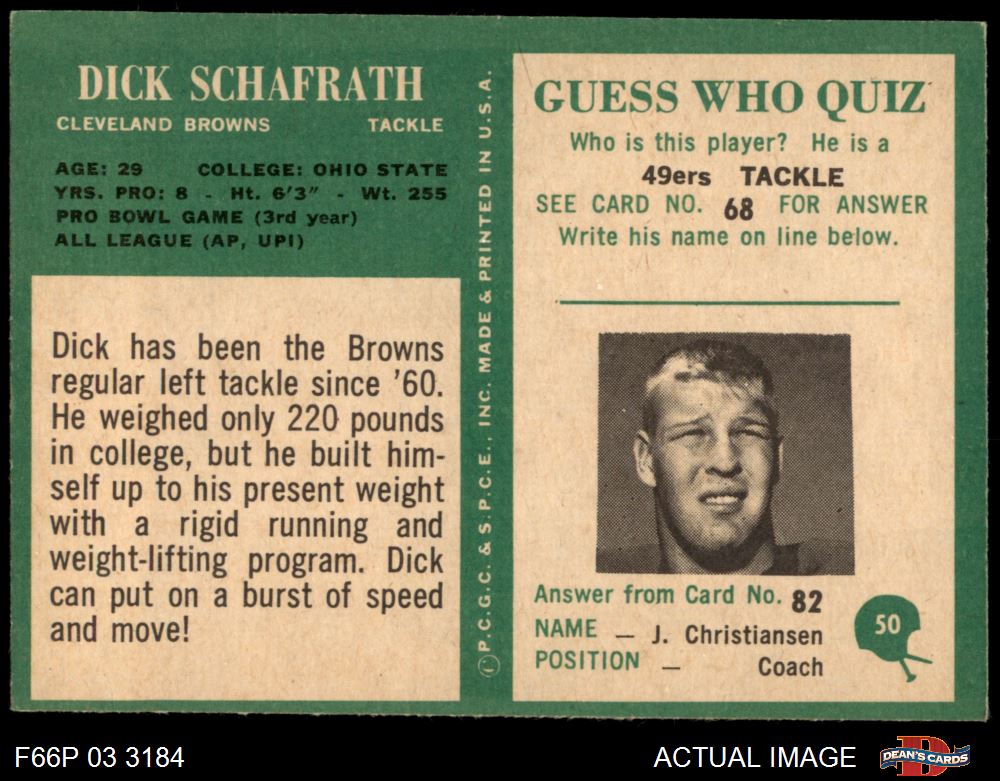 DICK SCHAFRATH
CLEVELAND BROWNS TACKLE
AGE: 29 COLLEGE: OHIO STATE
YRS. PRO: 8 - Ht. 6'3" - Wt. 255
PRO BOWL GAME (3rd year)
ALL LEAGUE (AP, UPI)
Dick has been the Browns
regular left tackle since '60.
He weighed only 220 pounds
in college, but he built him-
self up to his present weight
with a rigid running and
weight-lifting program. Dick
can put on a burst of speed
and move!
©P.C.G.C. & S.P.C.E., INC. MADE & PRINTED IN U.S.A.
GUESS WHO QUIZ
Who is this player? He is a
49ers TACKLE
SEE CARD NO. 68 FOR ANSWER
Write his name on line below.
Answer from Card No. 82
NAME – J. Christiansen
POSITION – Coach
50
F66P 03 3184
ACTUAL IMAGE
D
DEAN'S CARDS